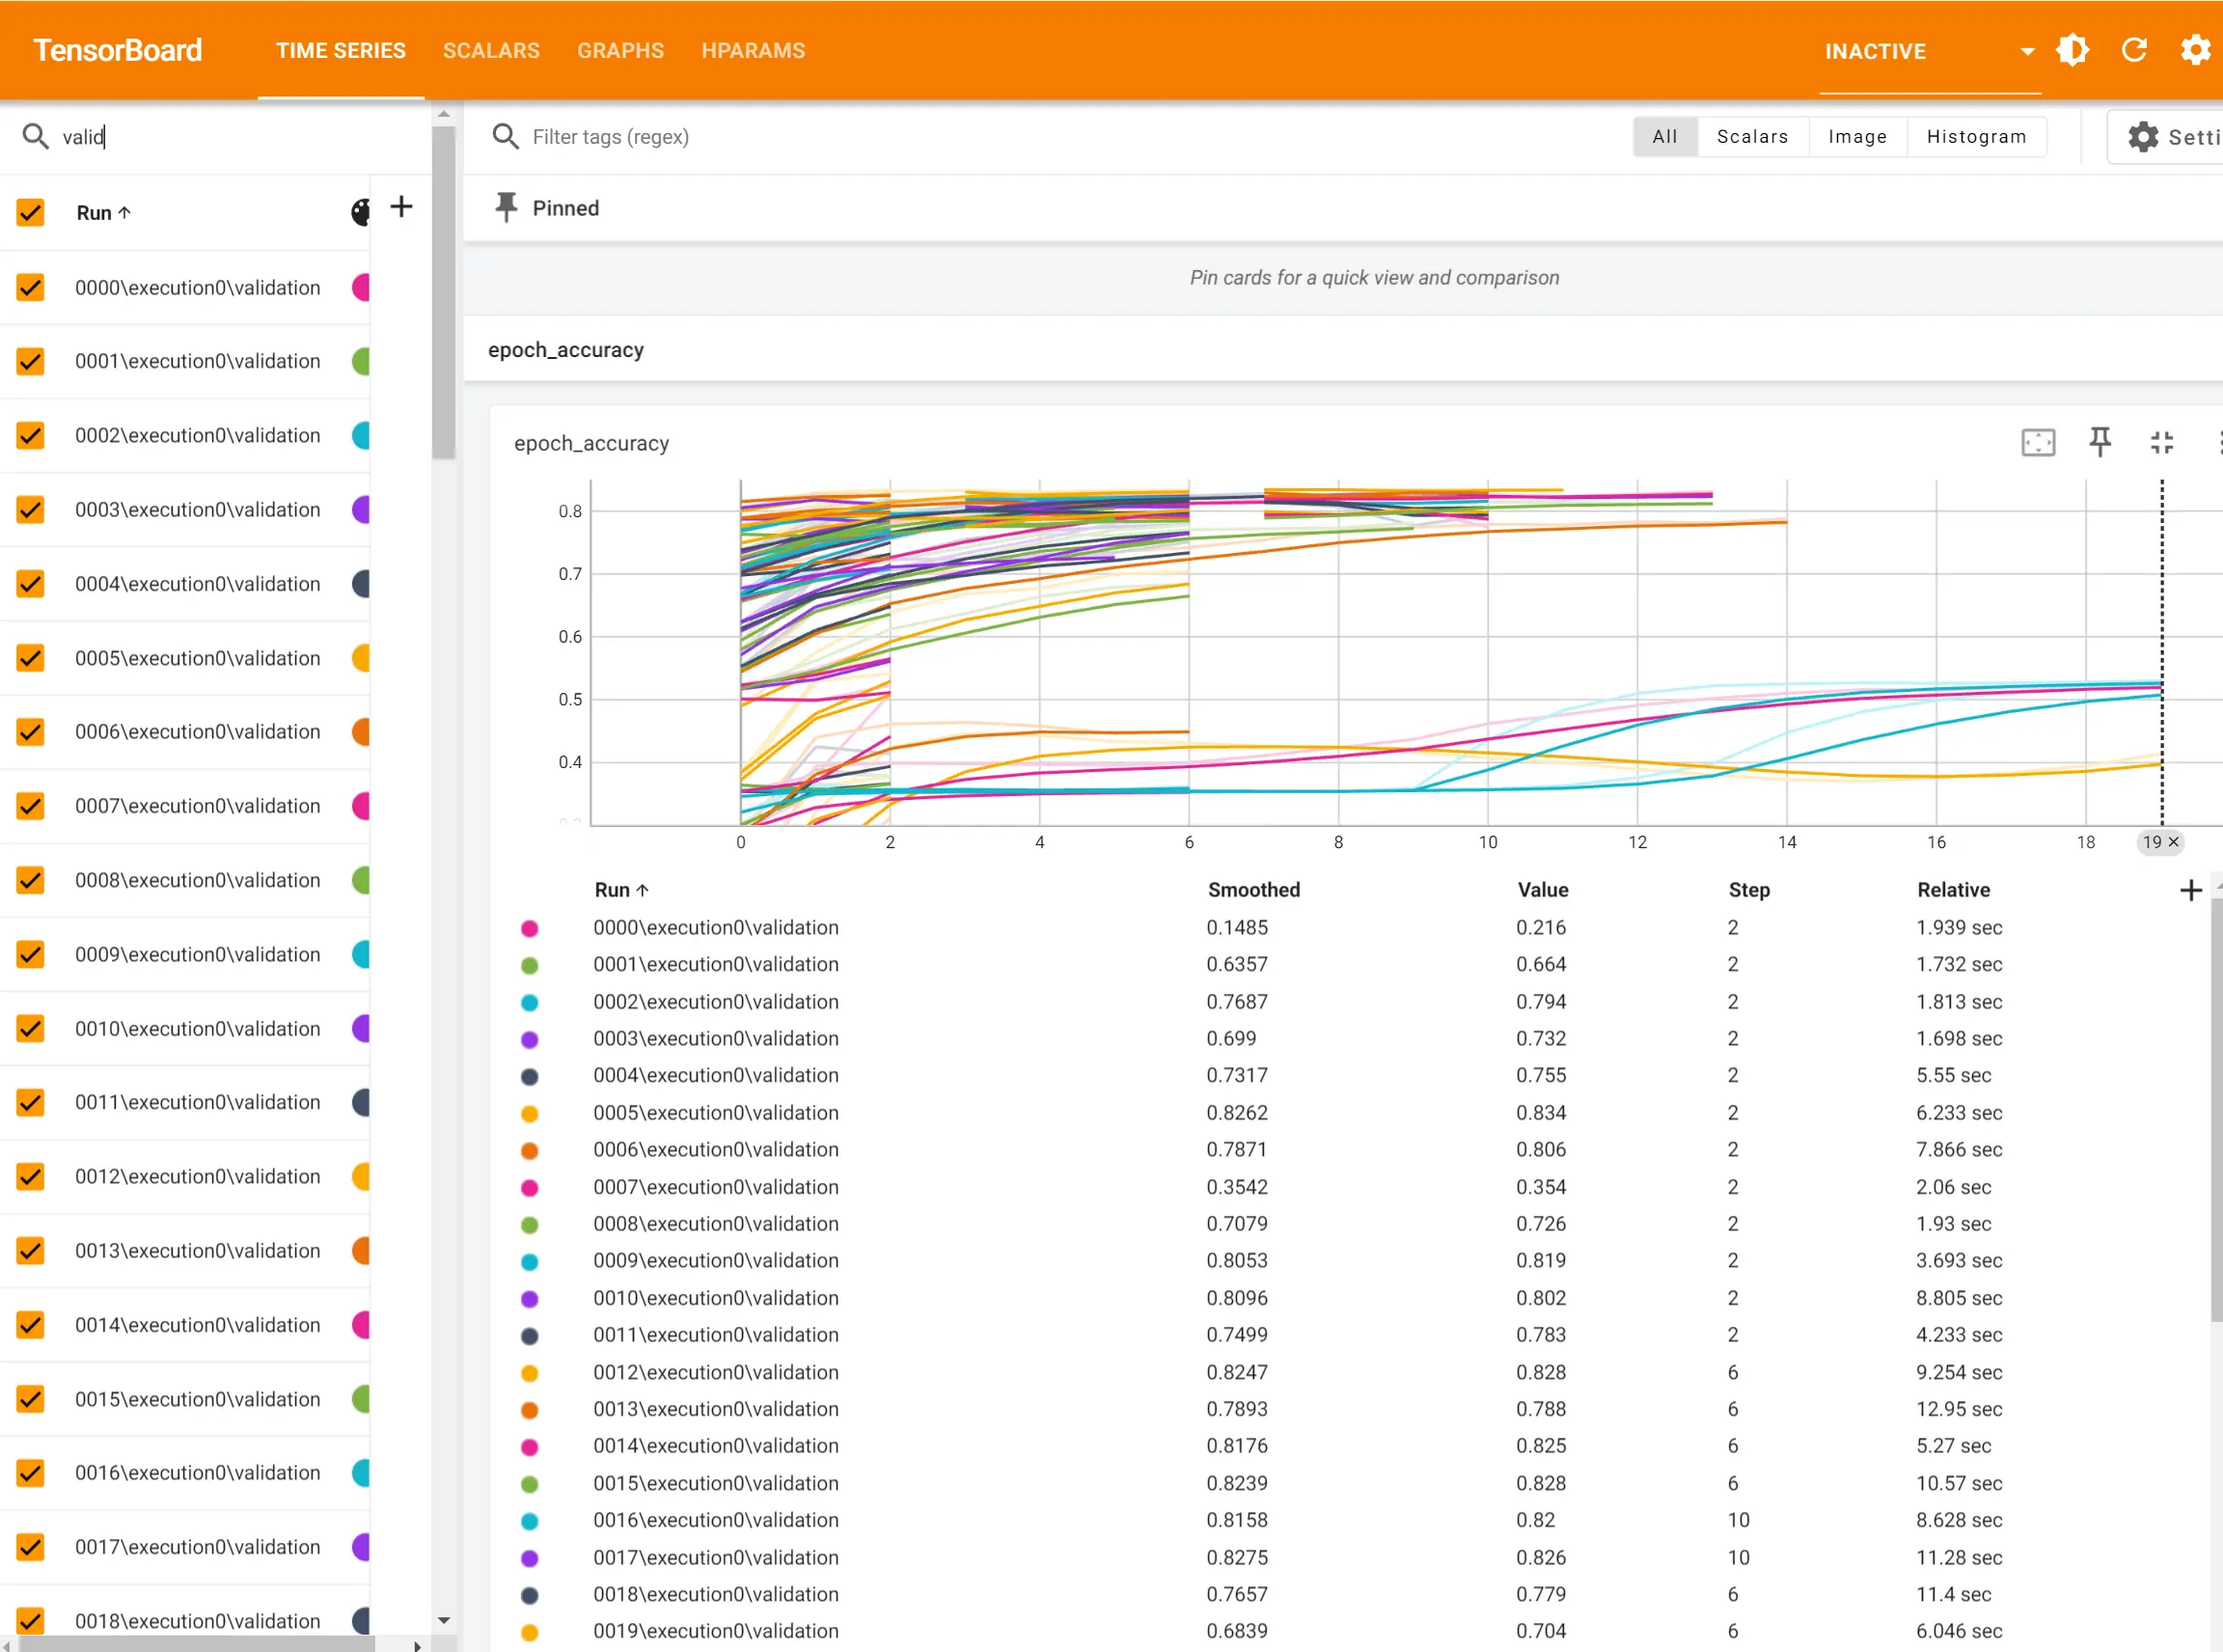 TensorBoard TIME SERIES SCALARS GRAPHS HPARAMS INACTIVE
valid
Run
0000\execution0\validation
0001\execution0\validation
0002\execution0\validation
0003\execution0\validation
0004\execution0\validation
0005\execution0\validation
0006\execution0\validation
0007\execution0\validation
0008\execution0\validation
0009\execution0\validation
0010\execution0\validation
0011\execution0\validation
0012\execution0\validation
0013\execution0\validation
0014\execution0\validation
0015\execution0\validation
0016\execution0\validation
0017\execution0\validation
0018\execution0\validation
Filter tags (regex) All Scalars Image Histogram Setti
Pinned
Pin cards for a quick view and comparison
epoch_accuracy
epoch_accuracy
0.8
0.7
0.6
0.5
0.4
0 2 4 6 8 10 12 14 16 18 19 ×
Run ↑ Smoothed Value Step Relative
0000\execution0\validation 0.1485 0.216 2 1.939 sec
0001\execution0\validation 0.6357 0.664 2 1.732 sec
0002\execution0\validation 0.7687 0.794 2 1.813 sec
0003\execution0\validation 0.699 0.732 2 1.698 sec
0004\execution0\validation 0.7317 0.755 2 5.55 sec
0005\execution0\validation 0.8262 0.834 2 6.233 sec
0006\execution0\validation 0.7871 0.806 2 7.866 sec
0007\execution0\validation 0.3542 0.354 2 2.06 sec
0008\execution0\validation 0.7079 0.726 2 1.93 sec
0009\execution0\validation 0.8053 0.819 2 3.693 sec
0010\execution0\validation 0.8096 0.802 2 8.805 sec
0011\execution0\validation 0.7499 0.783 2 4.233 sec
0012\execution0\validation 0.8247 0.828 6 9.254 sec
0013\execution0\validation 0.7893 0.788 6 12.95 sec
0014\execution0\validation 0.8176 0.825 6 5.27 sec
0015\execution0\validation 0.8239 0.828 6 10.57 sec
0016\execution0\validation 0.8158 0.82 10 8.628 sec
0017\execution0\validation 0.8275 0.826 10 11.28 sec
0018\execution0\validation 0.7657 0.779 6 11.4 sec
0019\execution0\validation 0.6839 0.704 6 6.046 sec